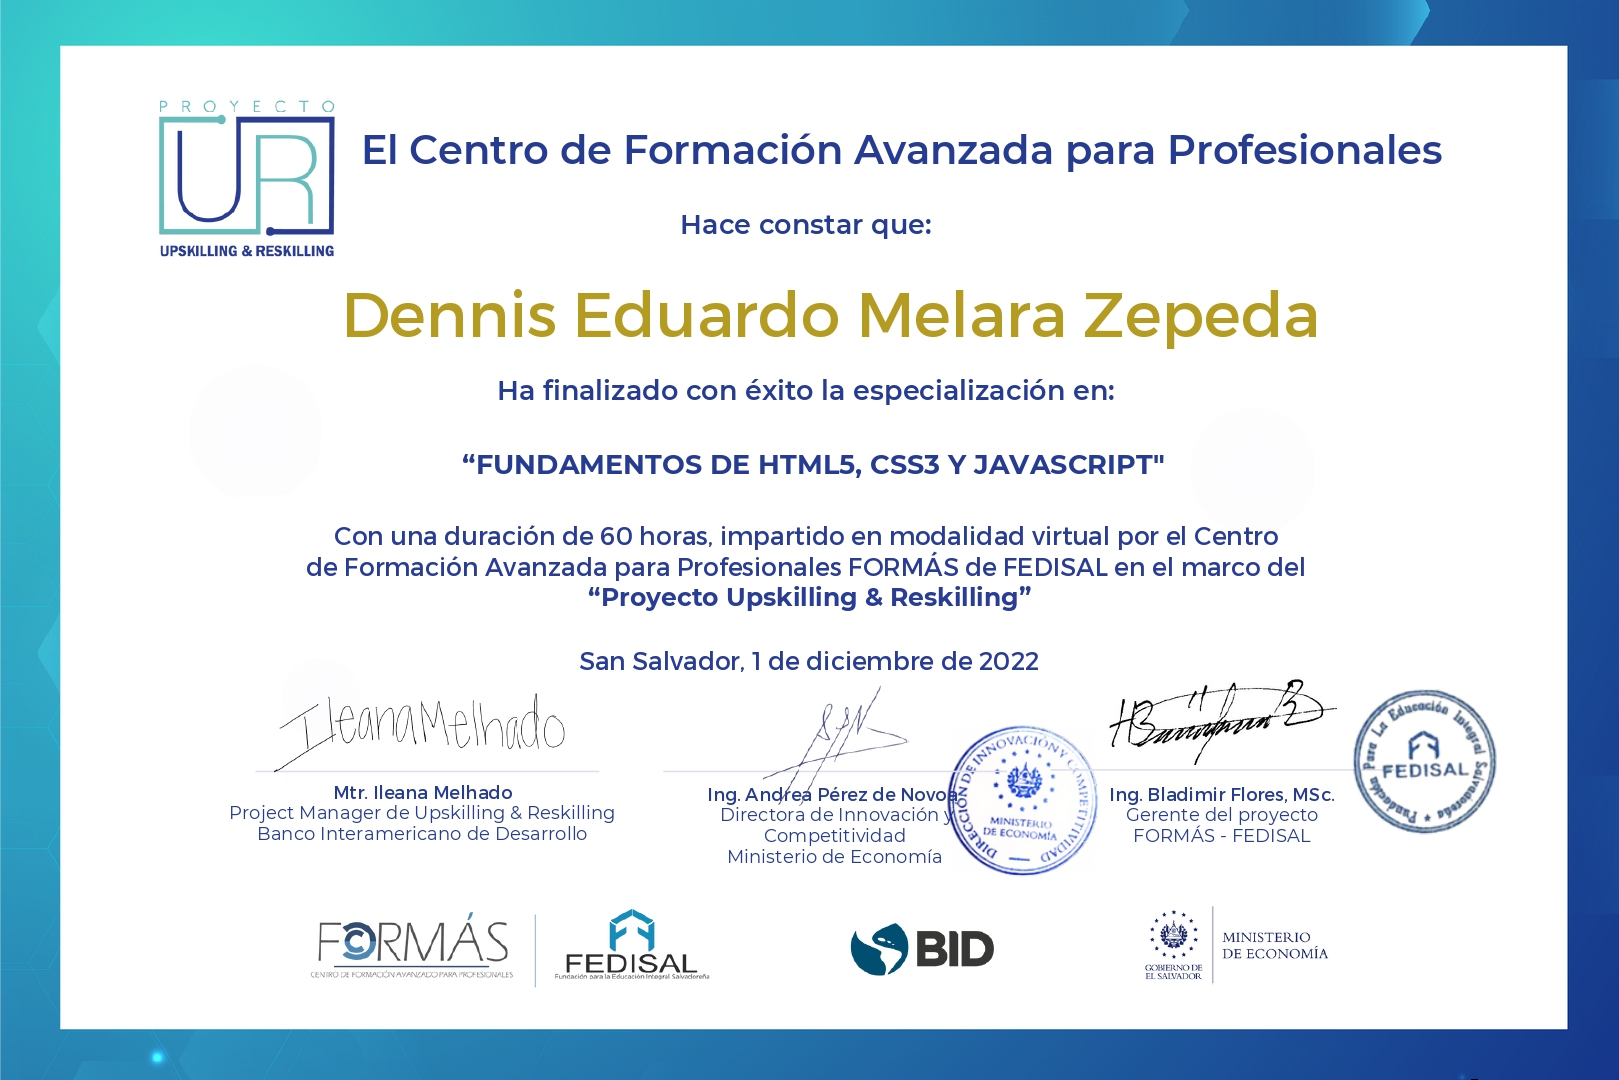 PROYECTO
UR
UPSKILLING & RESKILLING
El Centro de Formación Avanzada para Profesionales
Hace constar que:
Dennis Eduardo Melara Zepeda
Ha finalizado con éxito la especialización en:
“FUNDAMENTOS DE HTML5, CSS3 Y JAVASCRIPT"
Con una duración de 60 horas, impartido en modalidad virtual por el Centro
de Formación Avanzada para Profesionales FORMÁS de FEDISAL en el marco del
“Proyecto Upskilling & Reskilling”
San Salvador, 1 de diciembre de 2022
Ileana Melhado
Mtr. Ileana Melhado
Project Manager de Upskilling & Reskilling
Banco Interamericano de Desarrollo
Ing. Andrea Pérez de Novoa
Directora de Innovación y
Competitividad
Ministerio de Economía
DIRECCIÓN DE INNOVACIÓN Y COMPETITIVIDAD
MINISTERIO
DE ECONOMÍA
Ing. Bladimir Flores, MSc.
Gerente del proyecto
FORMÁS - FEDISAL
Fundación Para La Educación Integral Salvadoreña
FEDISAL
FORMÁS
CENTRO DE FORMACIÓN AVANZADO PARA PROFESIONALES
FEDISAL
Fundación para la Educación Integral Salvadoreña
BID
GOBIERNO DE
EL SALVADOR
MINISTERIO
DE ECONOMÍA